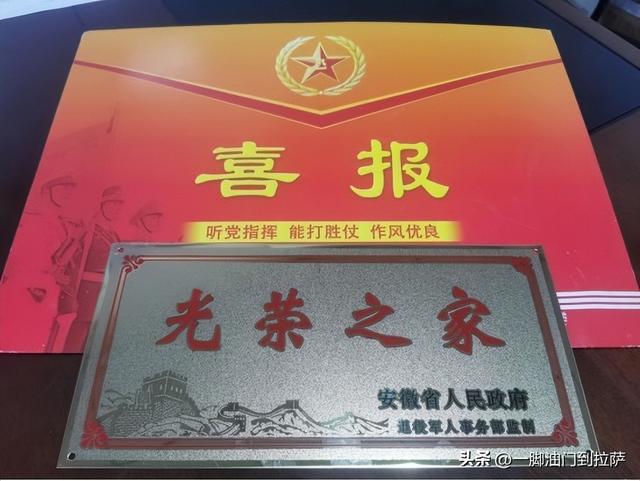 喜报
听党指挥 能打胜仗 作风优良
光荣之家
安徽省人民政府
退役军人事务部监制
头条 @一脚油门到拉萨